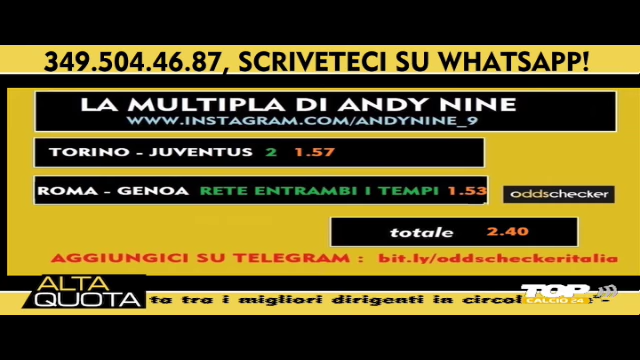 349.504.46.87, SCRIVETECI SU WHATSAPP!
LA MULTIPLA DI ANDY NINE
WWW.INSTAGRAM.COM/ANDYNINE_9
TORINO - JUVENTUS 2 1.57
ROMA - GENOA RETE ENTRAMBI I TEMPI 1.53
oddschecker
totale 2.40
AGGIUNGICI SU TELEGRAM : bit.ly/oddscheckeritalia
ALTA
QUOTA
ta tra i migliori dirigenti in circol
TOP
CALCIO 24